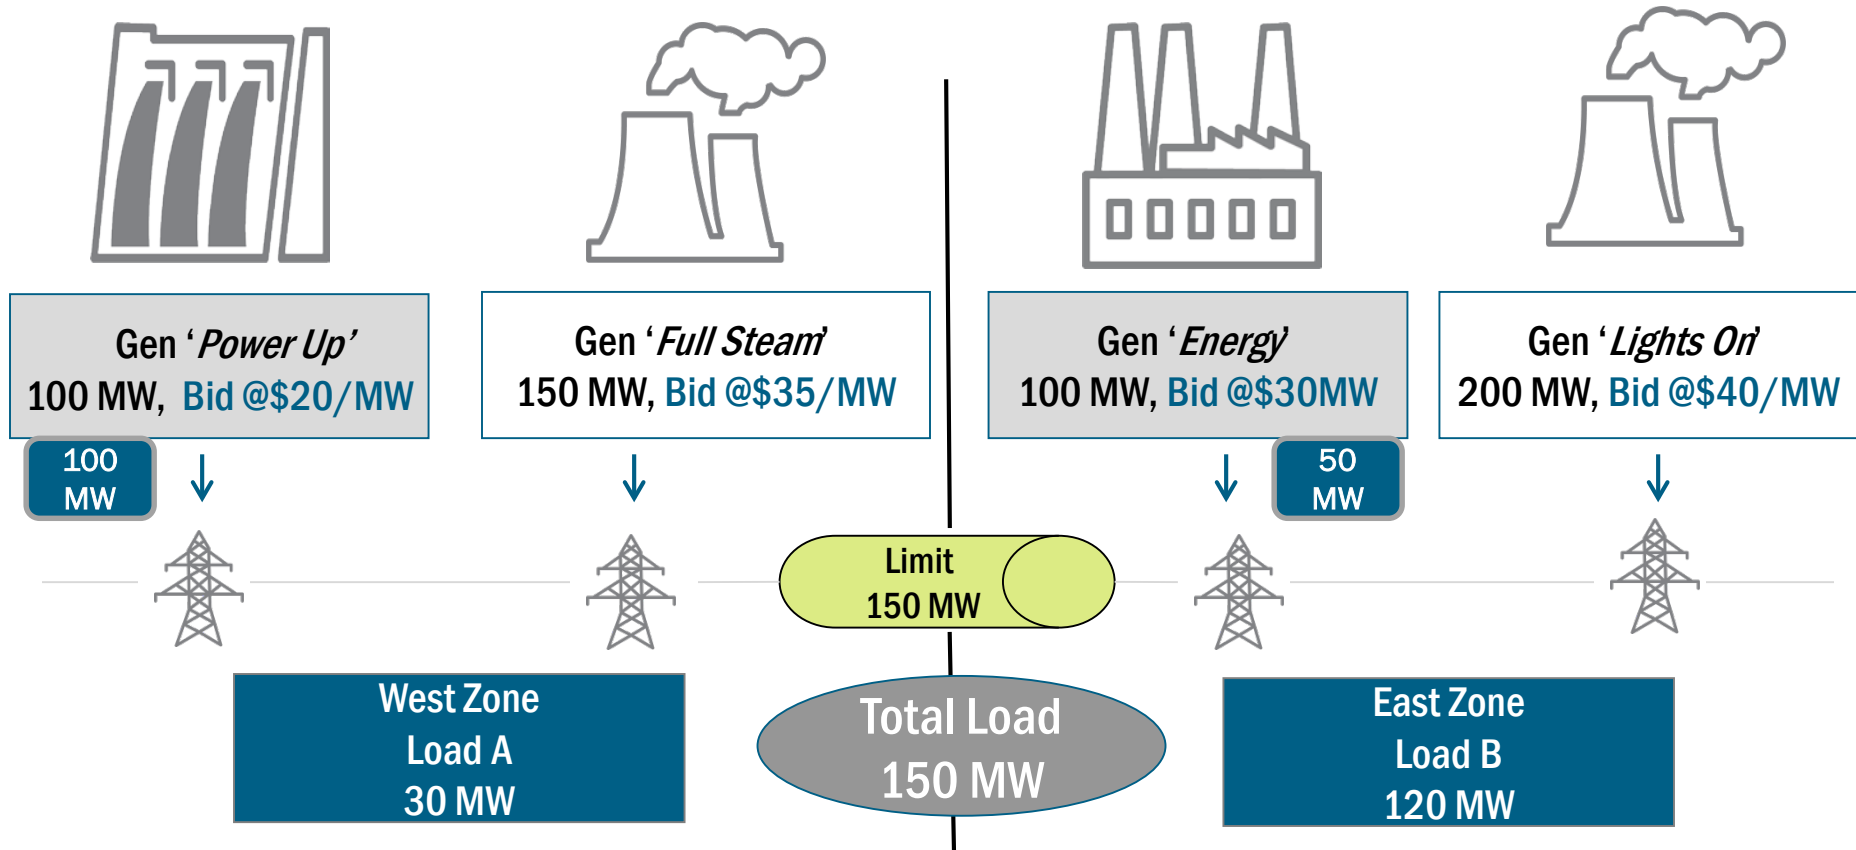 Gen ‘Power Up’
100 MW, Bid @$20/MW
Gen ‘Full Steam’
150 MW, Bid @$35/MW
Gen ‘Energy’
100 MW, Bid @$30MW
Gen ‘Lights On’
200 MW, Bid @$40/MW
100
MW
50
MW
Limit
150 MW
West Zone
Load A
30 MW
Total Load
150 MW
East Zone
Load B
120 MW